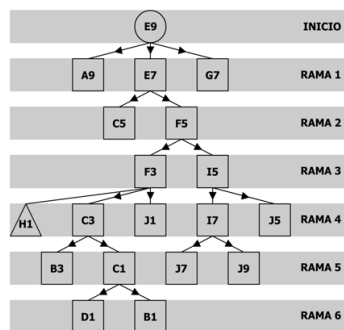 E9 INICIO
A9 E7 G7 RAMA 1
C5 F5 RAMA 2
F3 I5 RAMA 3
H1 C3 J1 I7 J5 RAMA 4
B3 C1 J7 J9 RAMA 5
D1 B1 RAMA 6